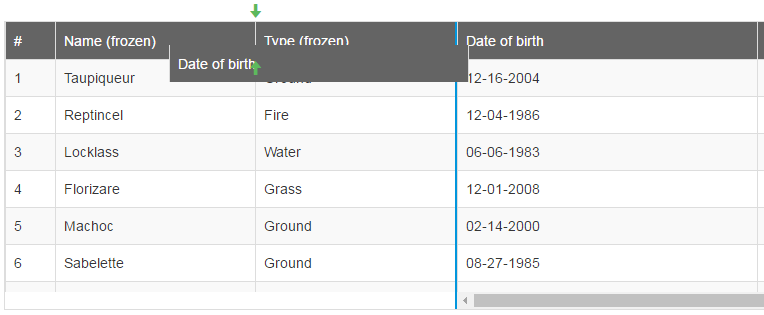 # Name (frozen) Type (frozen) Date of birth
Date of birth
1 Taupiqueur Ground 12-16-2004
2 Reptincel Fire 12-04-1986
3 Locklass Water 06-06-1983
4 Florizare Grass 12-01-2008
5 Machoc Ground 02-14-2000
6 Sabelette Ground 08-27-1985